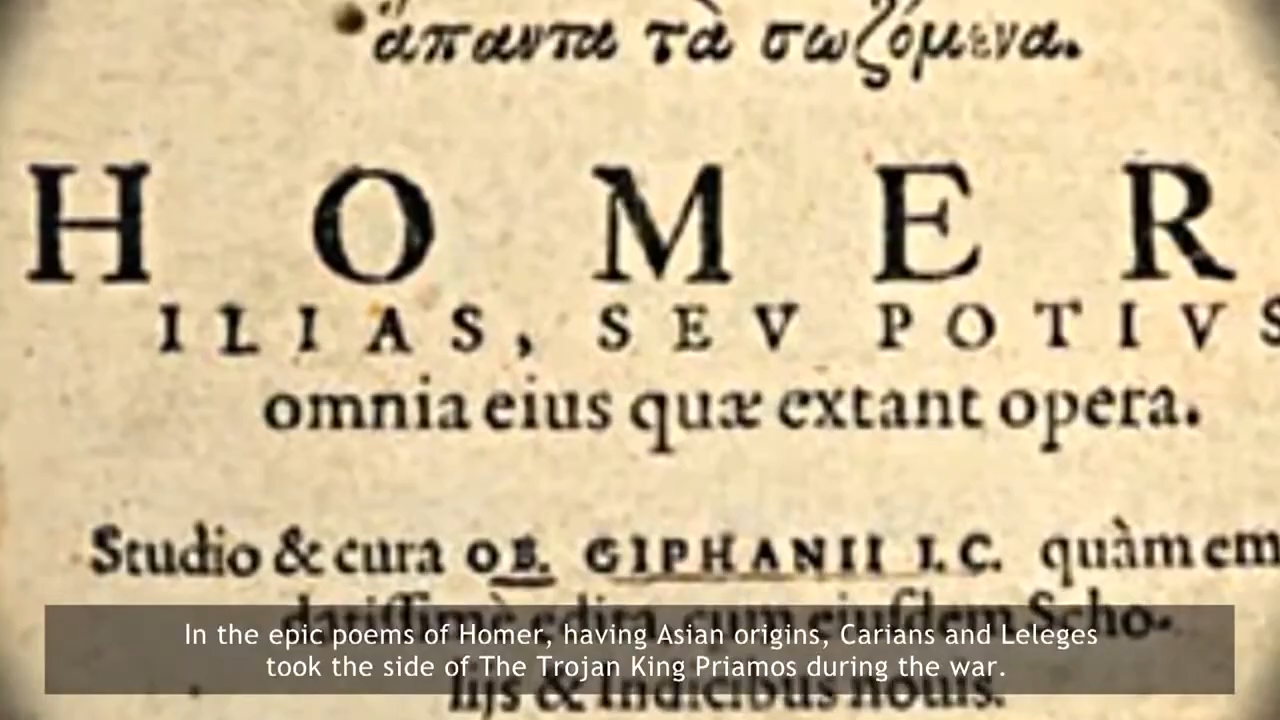 ἅπαντα τὰ σωζόμενα.
H O M E R
ILIAS, SEV POTIVS
omnia eius quæ extant opera.
Studio & cura OB. GIPHANII I.C. quàm em
Scho-
In the epic poems of Homer, having Asian origins, Carians and Leleges
took the side of The Trojan King Priamos during the war.